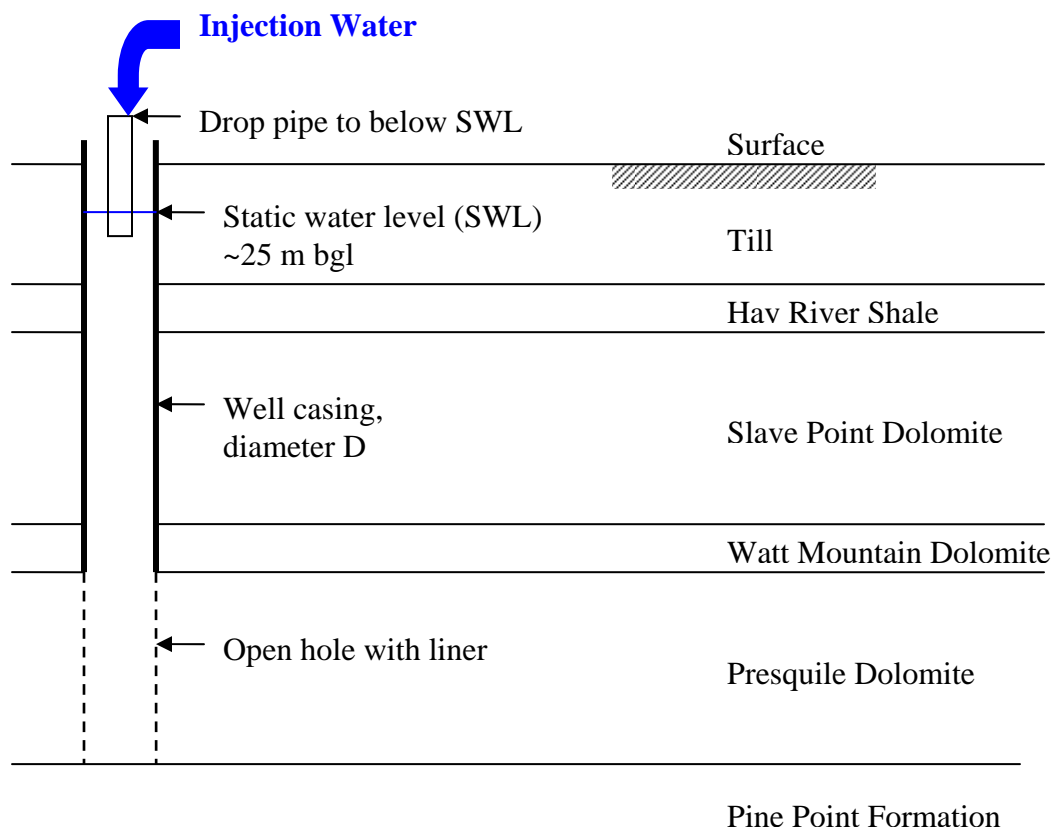 Injection Water
Drop pipe to below SWL
Surface
Static water level (SWL)
~25 m bgl
Till
Hav River Shale
Well casing,
diameter D
Slave Point Dolomite
Watt Mountain Dolomite
Open hole with liner
Presquile Dolomite
Pine Point Formation